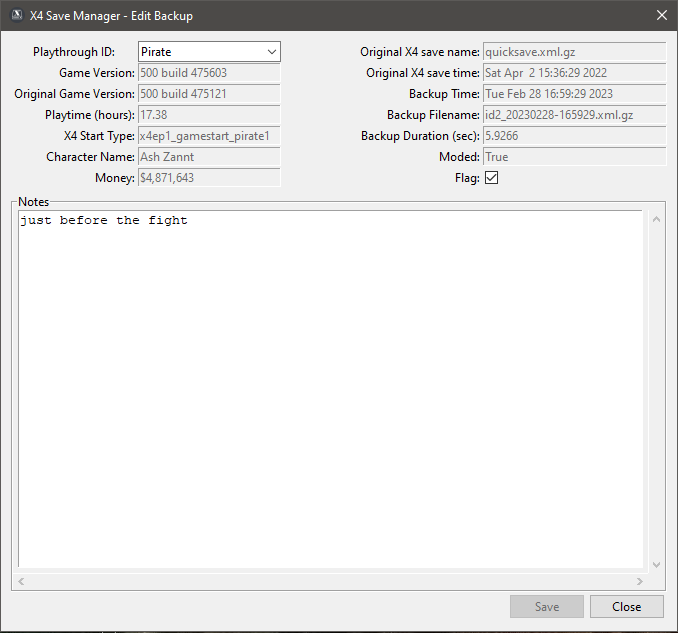 X4 Save Manager - Edit Backup
Playthrough ID: Pirate
Game Version: 500 build 475603
Original Game Version: 500 build 475121
Playtime (hours): 17.38
X4 Start Type: x4ep1_gamestart_pirate1
Character Name: Ash Zannt
Money: $4,871,643
Original X4 save name: quicksave.xml.gz
Original X4 save time: Sat Apr  2 15:36:29 2022
Backup Time: Tue Feb 28 16:59:29 2023
Backup Filename: id2_20230228-165929.xml.gz
Backup Duration (sec): 5.9266
Moded: True
Flag:
Notes
just before the fight
Save
Close